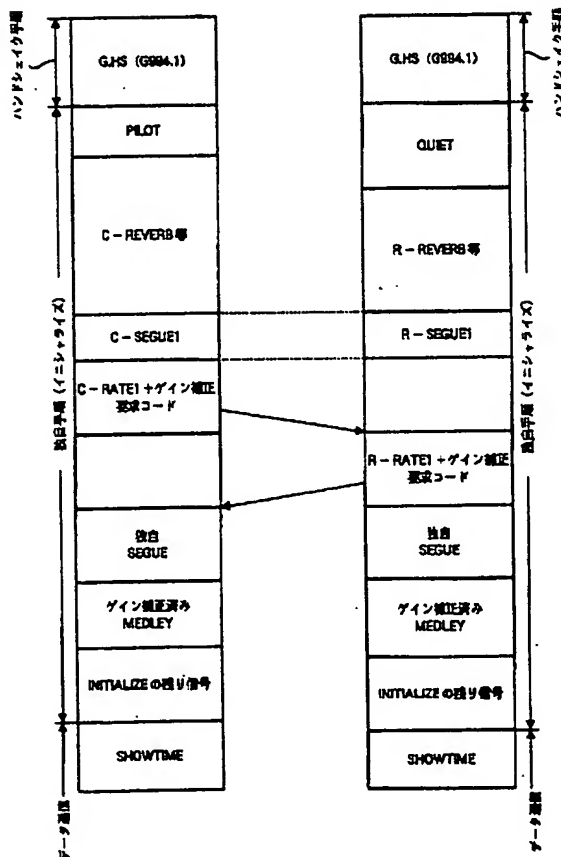 ハンドシェイク手順
G.HS (G994.1)
PILOT
C-REVERB等
C-SEGUE1
C-RATE1+ゲイン補正
要求コード
独自
SEGUE
ゲイン補正済み
MEDLEY
INITIALIZEの残り信号
SHOWTIME
独自手順(イニシャライズ)
データ通信
ハンドシェイク手順
G.HS (G994.1)
QUIET
R-REVERB等
R-SEGUE1
R-RATE1+ゲイン補正
要求コード
独自
SEGUE
ゲイン補正済み
MEDLEY
INITIALIZEの残り信号
SHOWTIME
独自手順(イニシャライズ)
データ通信